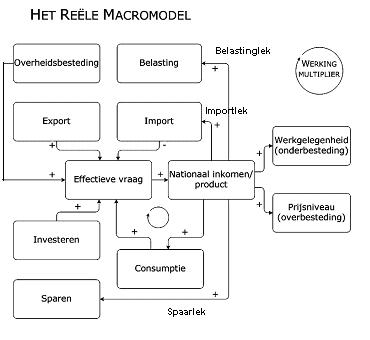 HET REËLE MACROMODEL
Belastinglek
Overheidsbesteding
Belasting
WERKING
MULTIPLIER
+
Importlek
Export
Import
+
+
-
Werkgelegenheid
(onderbesteding)
+
+
Effectieve vraag
+
Nationaal inkomen/
product
+
Prijsniveau
(overbesteding)
+
Investeren
+
+
+
Consumptie
Sparen
+
Spaarlek